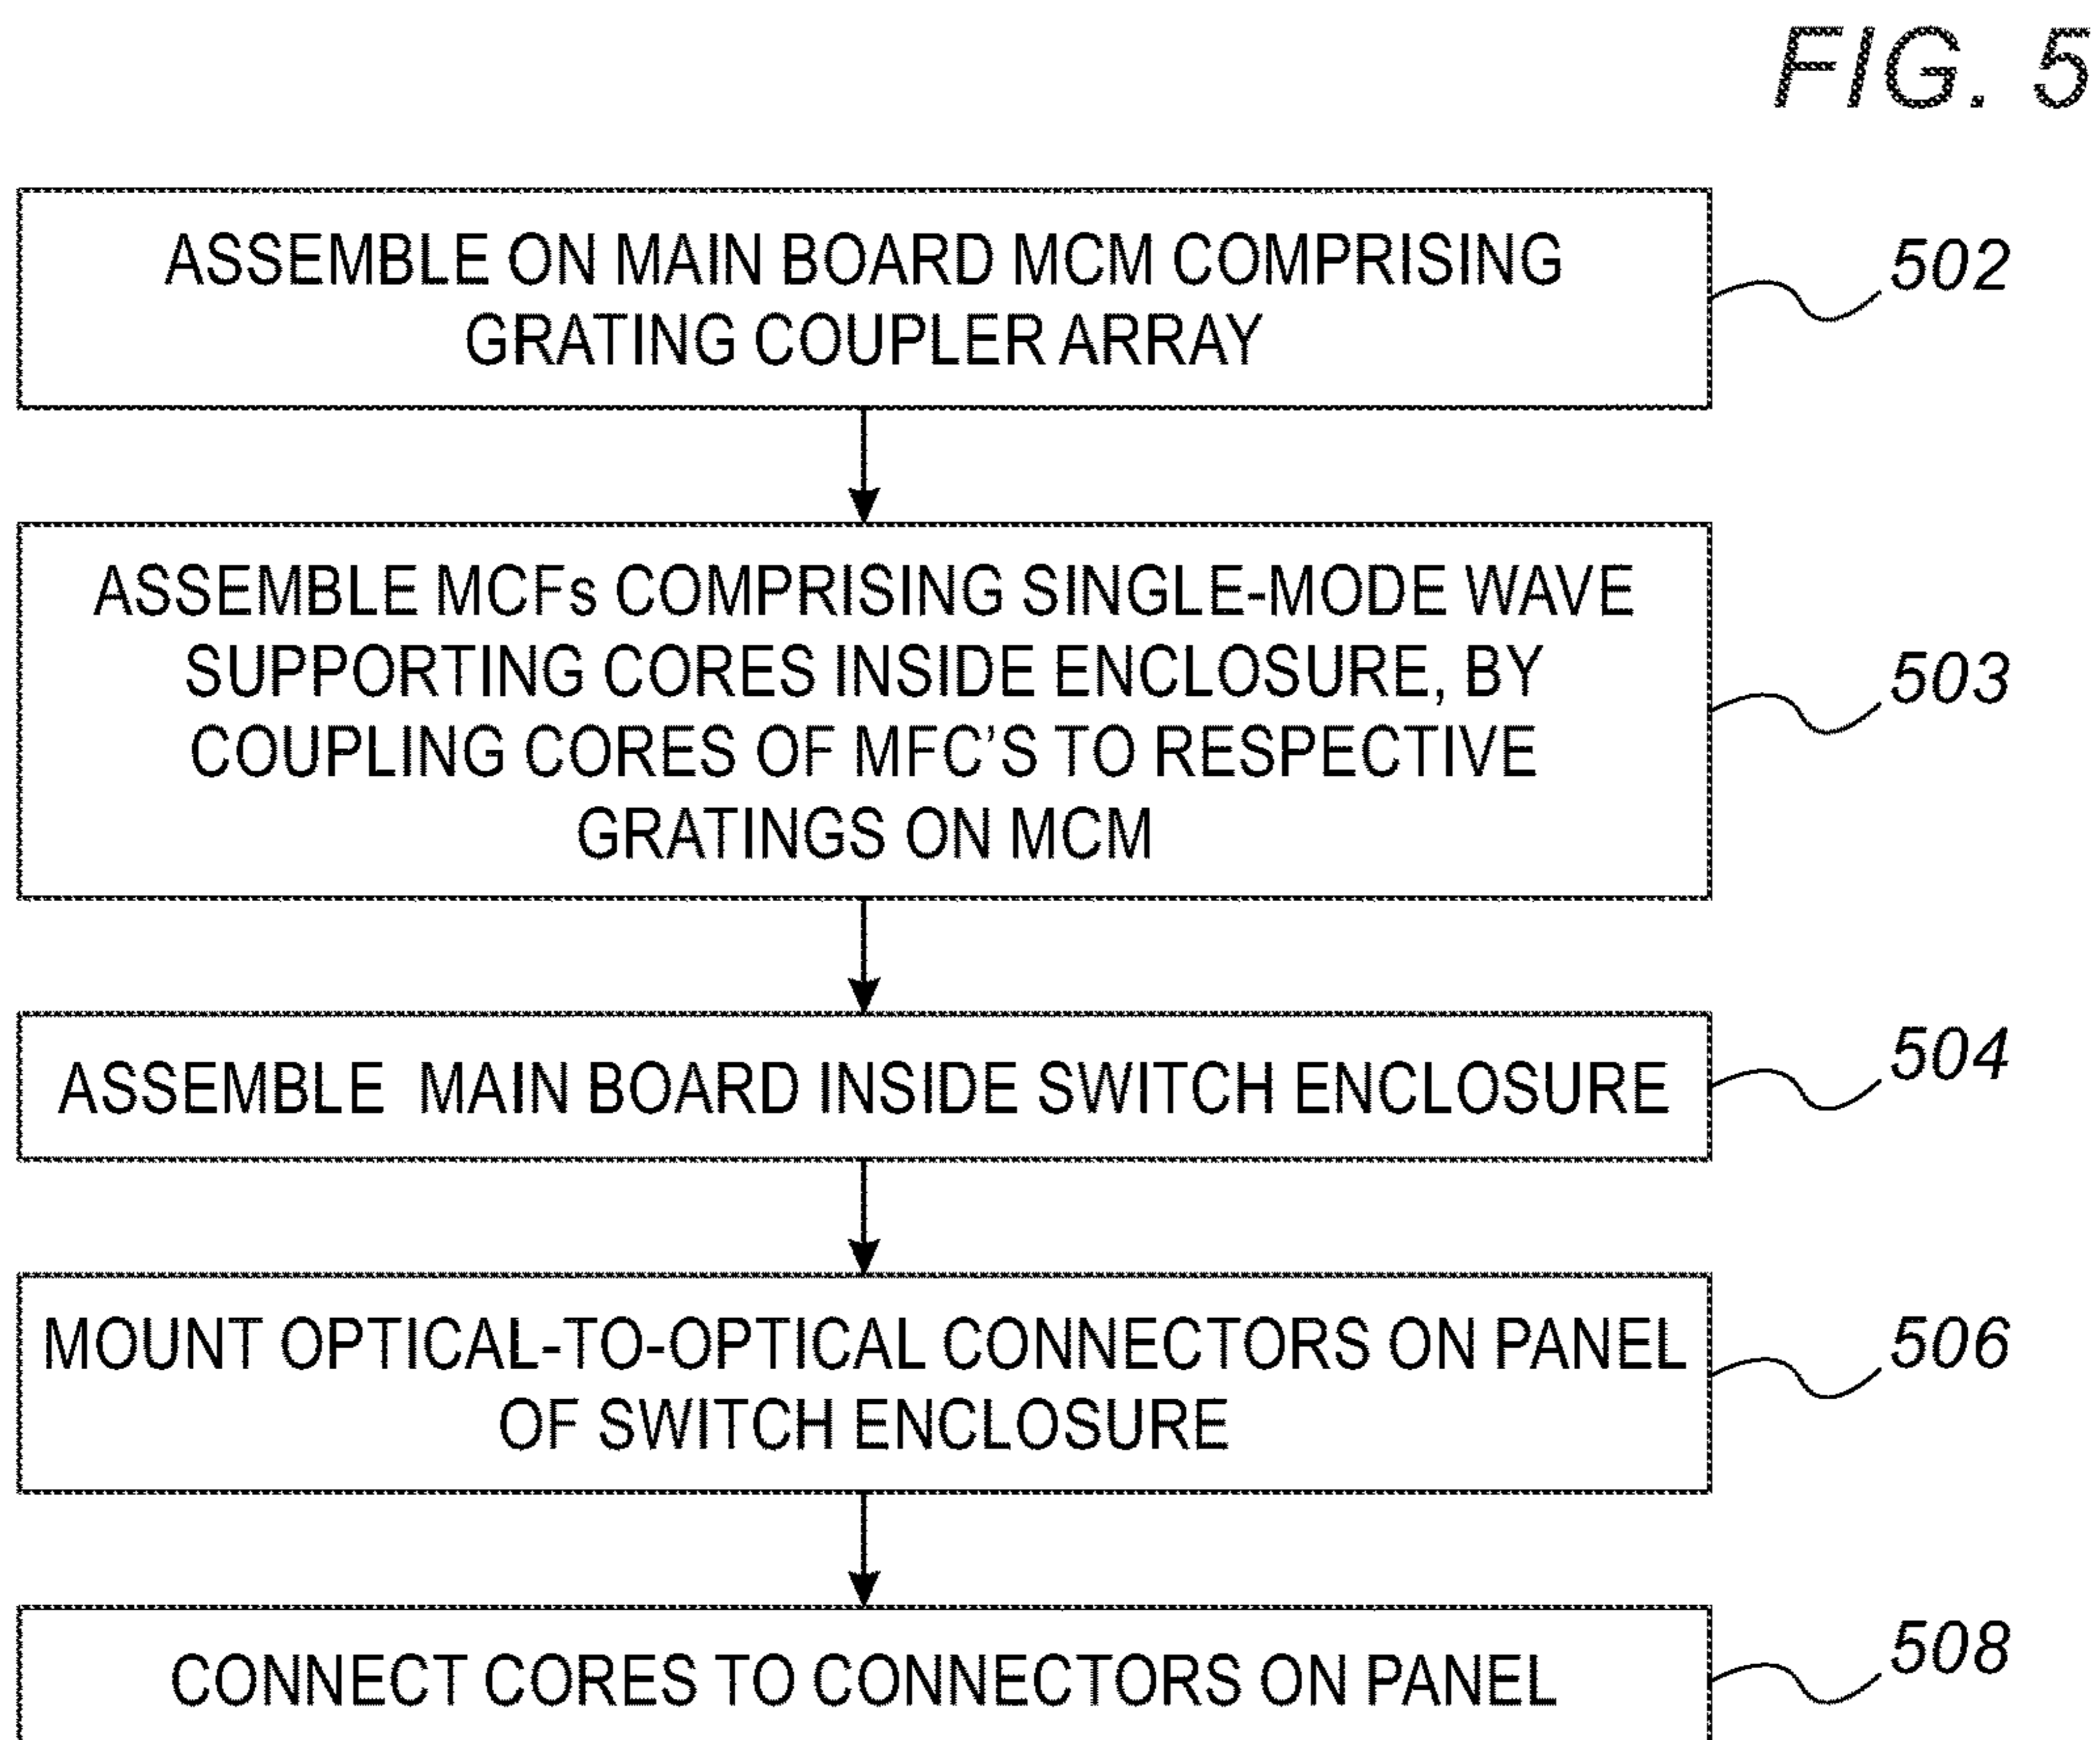 FIG. 5
ASSEMBLE ON MAIN BOARD MCM COMPRISING
GRATING COUPLER ARRAY
502
ASSEMBLE MCFs COMPRISING SINGLE-MODE WAVE
SUPPORTING CORES INSIDE ENCLOSURE, BY
COUPLING CORES OF MFC'S TO RESPECTIVE
GRATINGS ON MCM
503
ASSEMBLE MAIN BOARD INSIDE SWITCH ENCLOSURE
504
MOUNT OPTICAL-TO-OPTICAL CONNECTORS ON PANEL
OF SWITCH ENCLOSURE
506
CONNECT CORES TO CONNECTORS ON PANEL
508